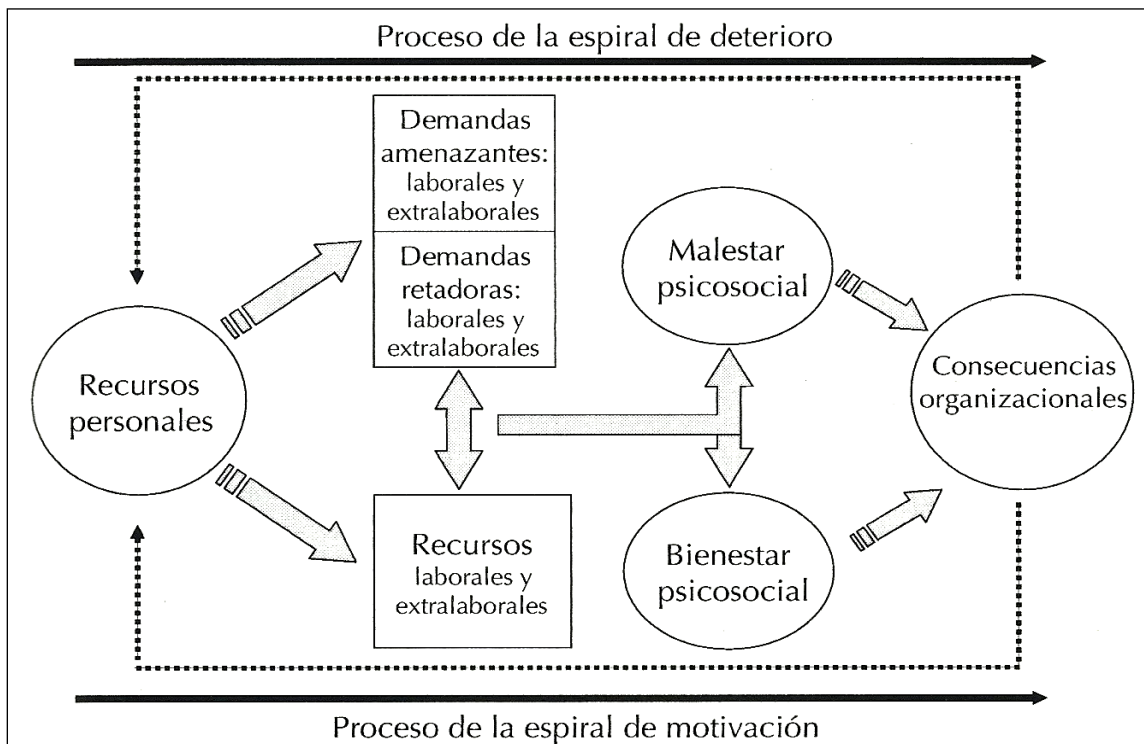 Proceso de la espiral de deterioro
Demandas
amenazantes:
laborales y
extralaborales
Demandas
retadoras:
laborales y
extralaborales
Malestar
psicosocial
Recursos
personales
Consecuencias
organizacionales
Recursos
laborales y
extralaborales
Bienestar
psicosocial
Proceso de la espiral de motivación